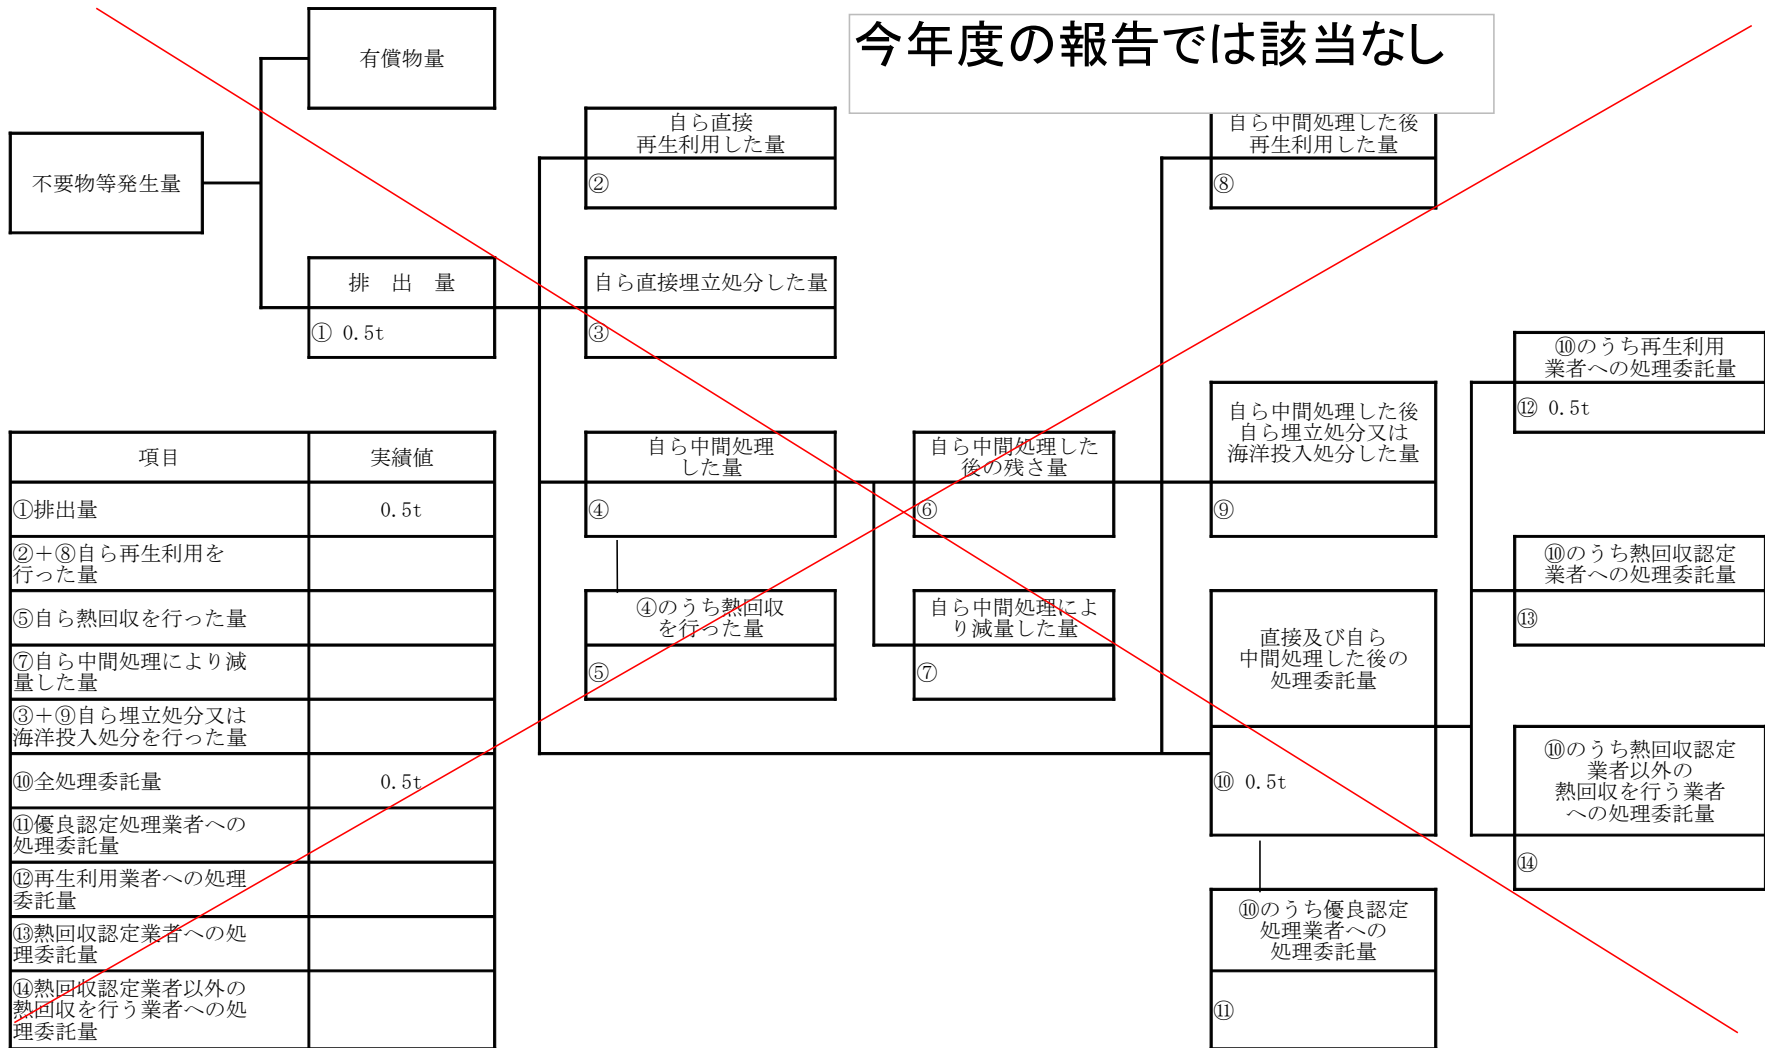 今年度の報告では該当なし
有償物量
不要物等発生量
排　出　量
① 0.5t
自ら直接
再生利用した量
②
自ら直接埋立処分した量
③
自ら中間処理
した量
④
④のうち熱回収
を行った量
⑤
自ら中間処理した
後の残さ量
⑥
自ら中間処理によ
り減量した量
⑦
自ら中間処理した後
再生利用した量
⑧
自ら中間処理した後
自ら埋立処分又は
海洋投入処分した量
⑨
直接及び自ら
中間処理した後の
処理委託量
⑩ 0.5t
⑩のうち優良認定
処理業者への
処理委託量
⑪
⑩のうち再生利用
業者への処理委託量
⑫ 0.5t
⑩のうち熱回収認定
業者への処理委託量
⑬
⑩のうち熱回収認定
業者以外の
熱回収を行う業者
への処理委託量
⑭
項目 実績値
①排出量 0.5t
②＋⑧自ら再生利用を
行った量
⑤自ら熱回収を行った量
⑦自ら中間処理により減
量した量
③＋⑨自ら埋立処分又は
海洋投入処分を行った量
⑩全処理委託量 0.5t
⑪優良認定処理業者への
処理委託量
⑫再生利用業者への処理
委託量
⑬熱回収認定業者への処
理委託量
⑭熱回収認定業者以外の
熱回収を行う業者への処
理委託量